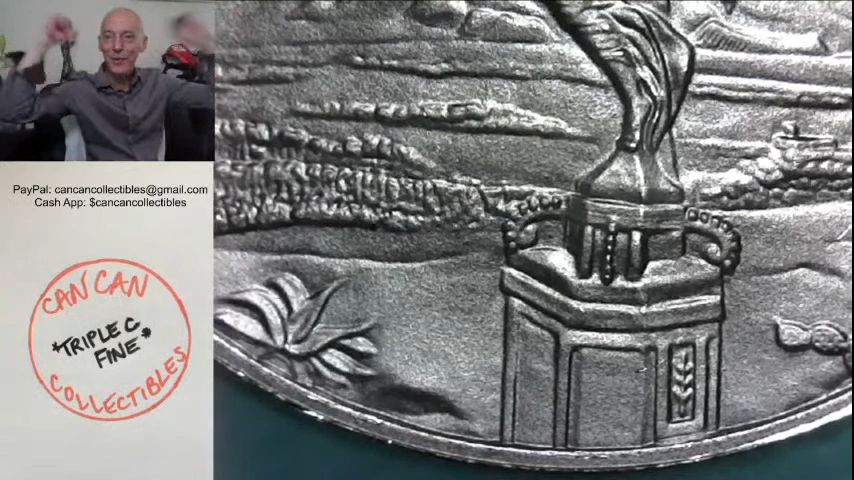 PayPal: cancancollectibles@gmail.com
Cash App: $cancancollectibles
CAN CAN
*TRIPLE C
FINE*
COLLECTIBLES